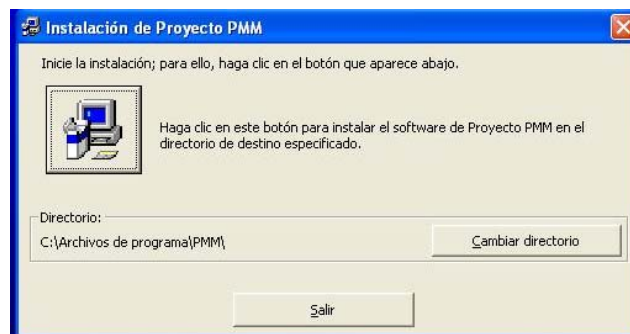 Instalación de Proyecto PMM
Inicie la instalación; para ello, haga clic en el botón que aparece abajo.
Haga clic en este botón para instalar el software de Proyecto PMM en el
directorio de destino especificado.
Directorio:
C:\Archivos de programa\PMM\
Cambiar directorio
Salir